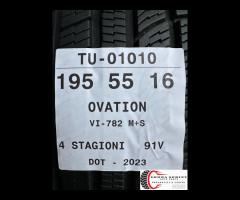 TU-01010
195 55 16
OVATION
VI-782 M+S
4 STAGIONI 91V
DOT - 2023